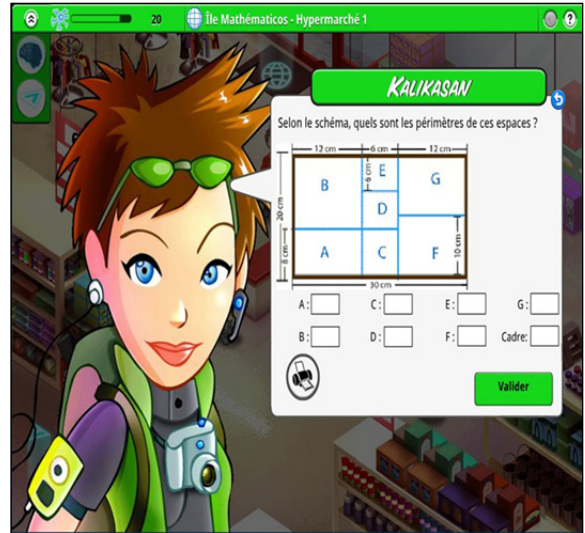 20 Île Mathématicos - Hypermarché 1 ?
KALIKASAN
Selon le schéma, quels sont les périmètres de ces espaces ?
12 cm 6 cm 12 cm
20 cm
8 cm
B
6 cm
E
G
D
A
C
F
10 cm
30 cm
A: C: E: G:
B: D: F: Cadre:
Valider